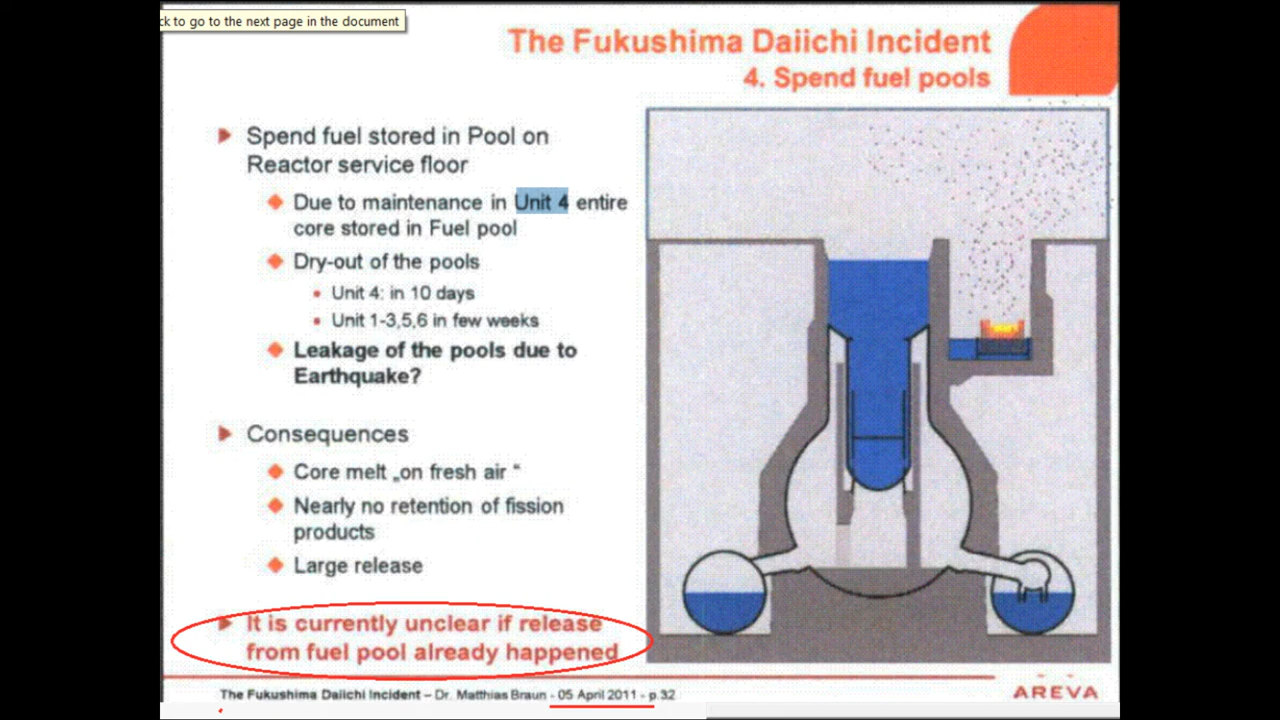 ck to go to the next page in the document
The Fukushima Daiichi Incident
4. Spend fuel pools
Spend fuel stored in Pool on
Reactor service floor
Due to maintenance in Unit 4 entire
core stored in Fuel pool
Dry-out of the pools
Unit 4: in 10 days
Unit 1-3,5,6 in few weeks
Leakage of the pools due to
Earthquake?
Consequences
Core melt „on fresh air “
Nearly no retention of fission
products
Large release
It is currently unclear if release
from fuel pool already happened
The Fukushima Daiichi Incident – Dr. Matthias Braun - 05 April 2011 - p.32
AREVA